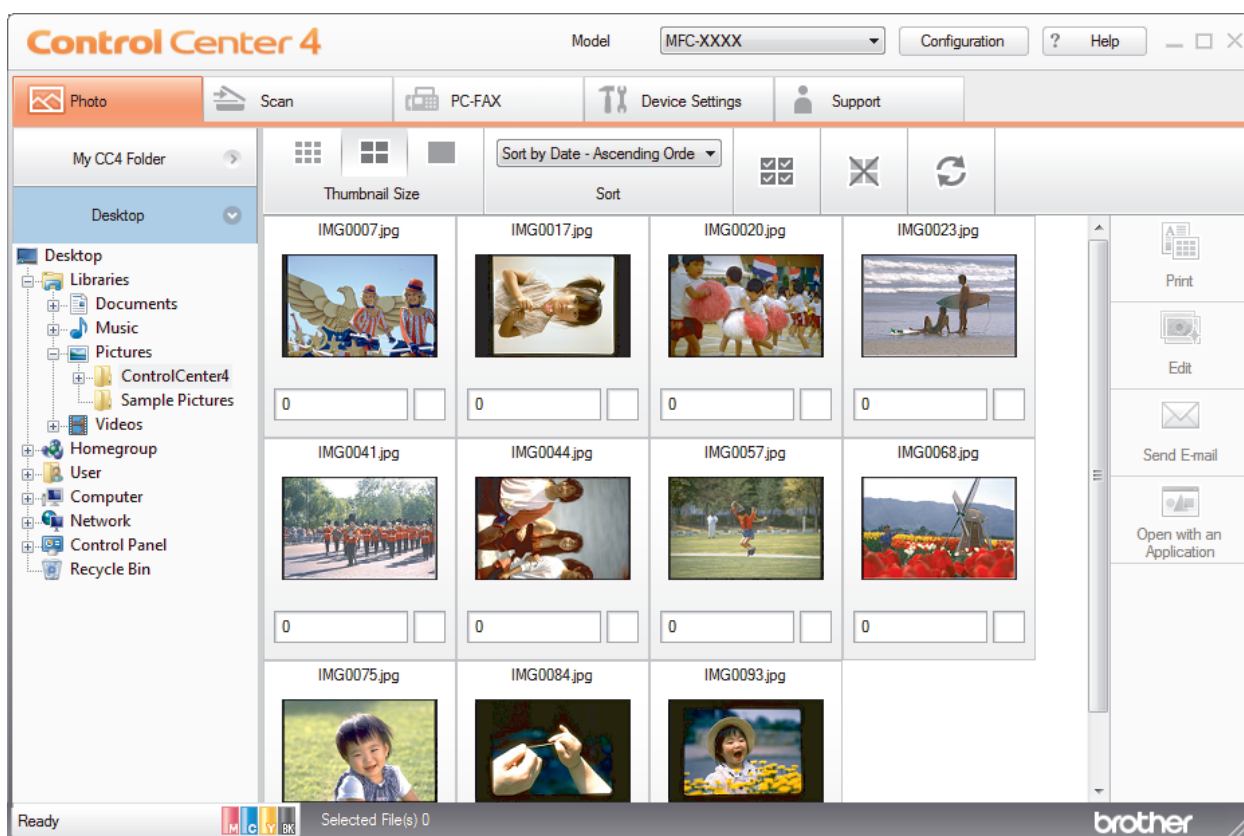 Control Center 4
Model
MFC-XXXX
Configuration
? Help
Photo
Scan
PC-FAX
Device Settings
Support
My CC4 Folder
Thumbnail Size
Sort by Date - Ascending Orde
Sort
Desktop
Desktop
Libraries
Documents
Music
Pictures
ControlCenter4
Sample Pictures
Videos
Homegroup
User
Computer
Network
Control Panel
Recycle Bin
IMG0007.jpg
IMG0017.jpg
IMG0020.jpg
IMG0023.jpg
0
0
0
0
IMG0041.jpg
IMG0044.jpg
IMG0057.jpg
IMG0068.jpg
0
0
0
0
IMG0075.jpg
IMG0084.jpg
IMG0093.jpg
Print
Edit
Send E-mail
Open with an
Application
Ready
M C Y BK
Selected File(s) 0
brother